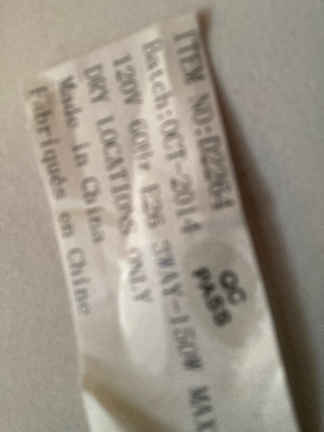 ITEM NO:D2264
Batch:OCT-2014
120V 60Hz E26 3WAY-150W MAX
DRY LOCATIONS ONLY
Made in China
Fabriqués en Chine
QC
PASS